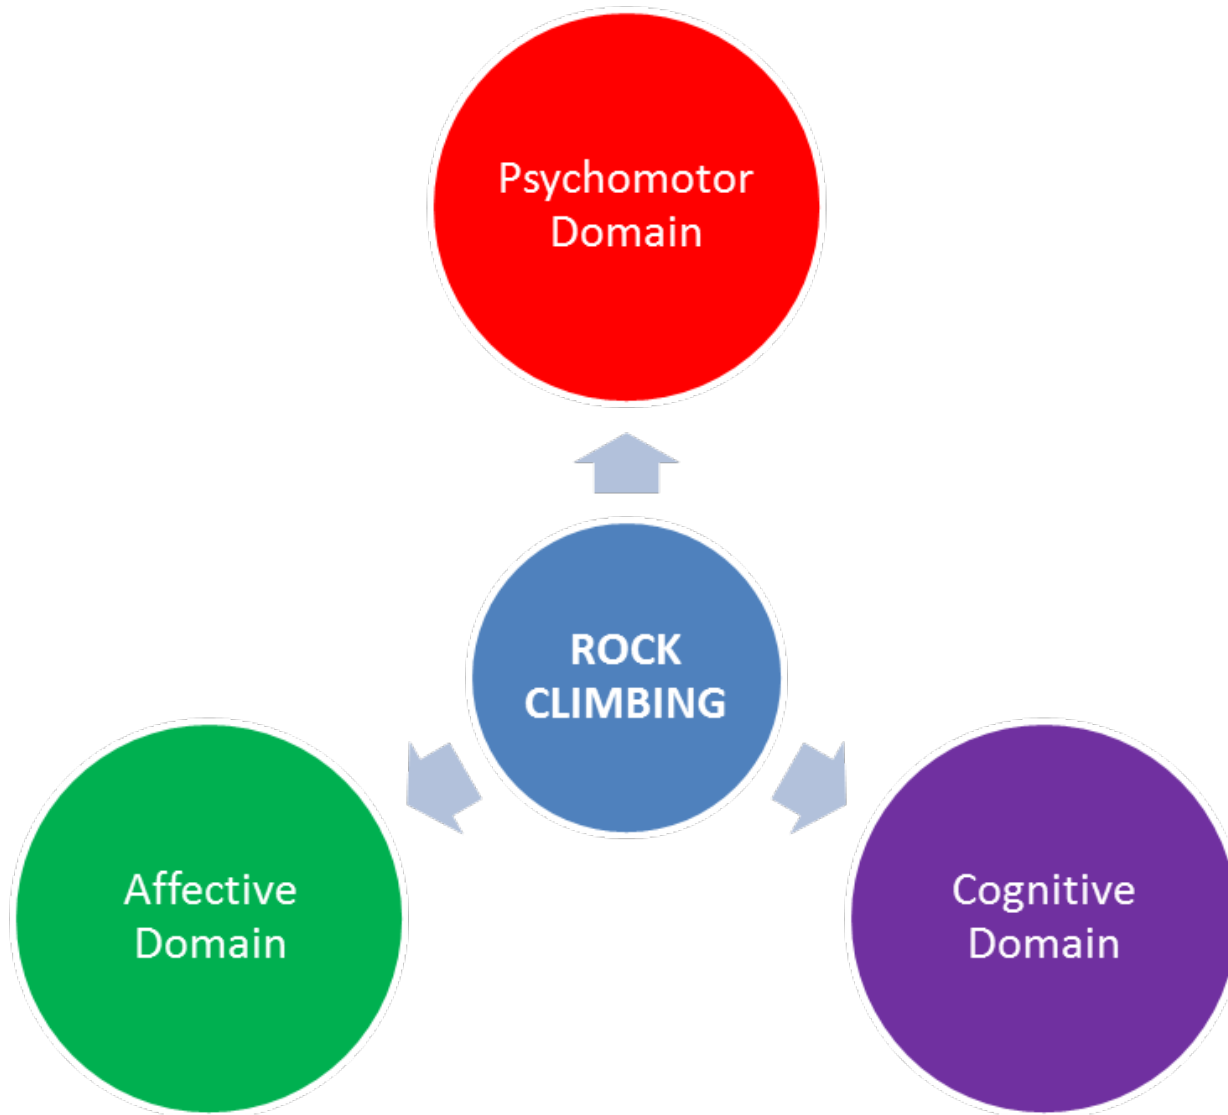 Psychomotor
Domain
ROCK
CLIMBING
Affective
Domain
Cognitive
Domain